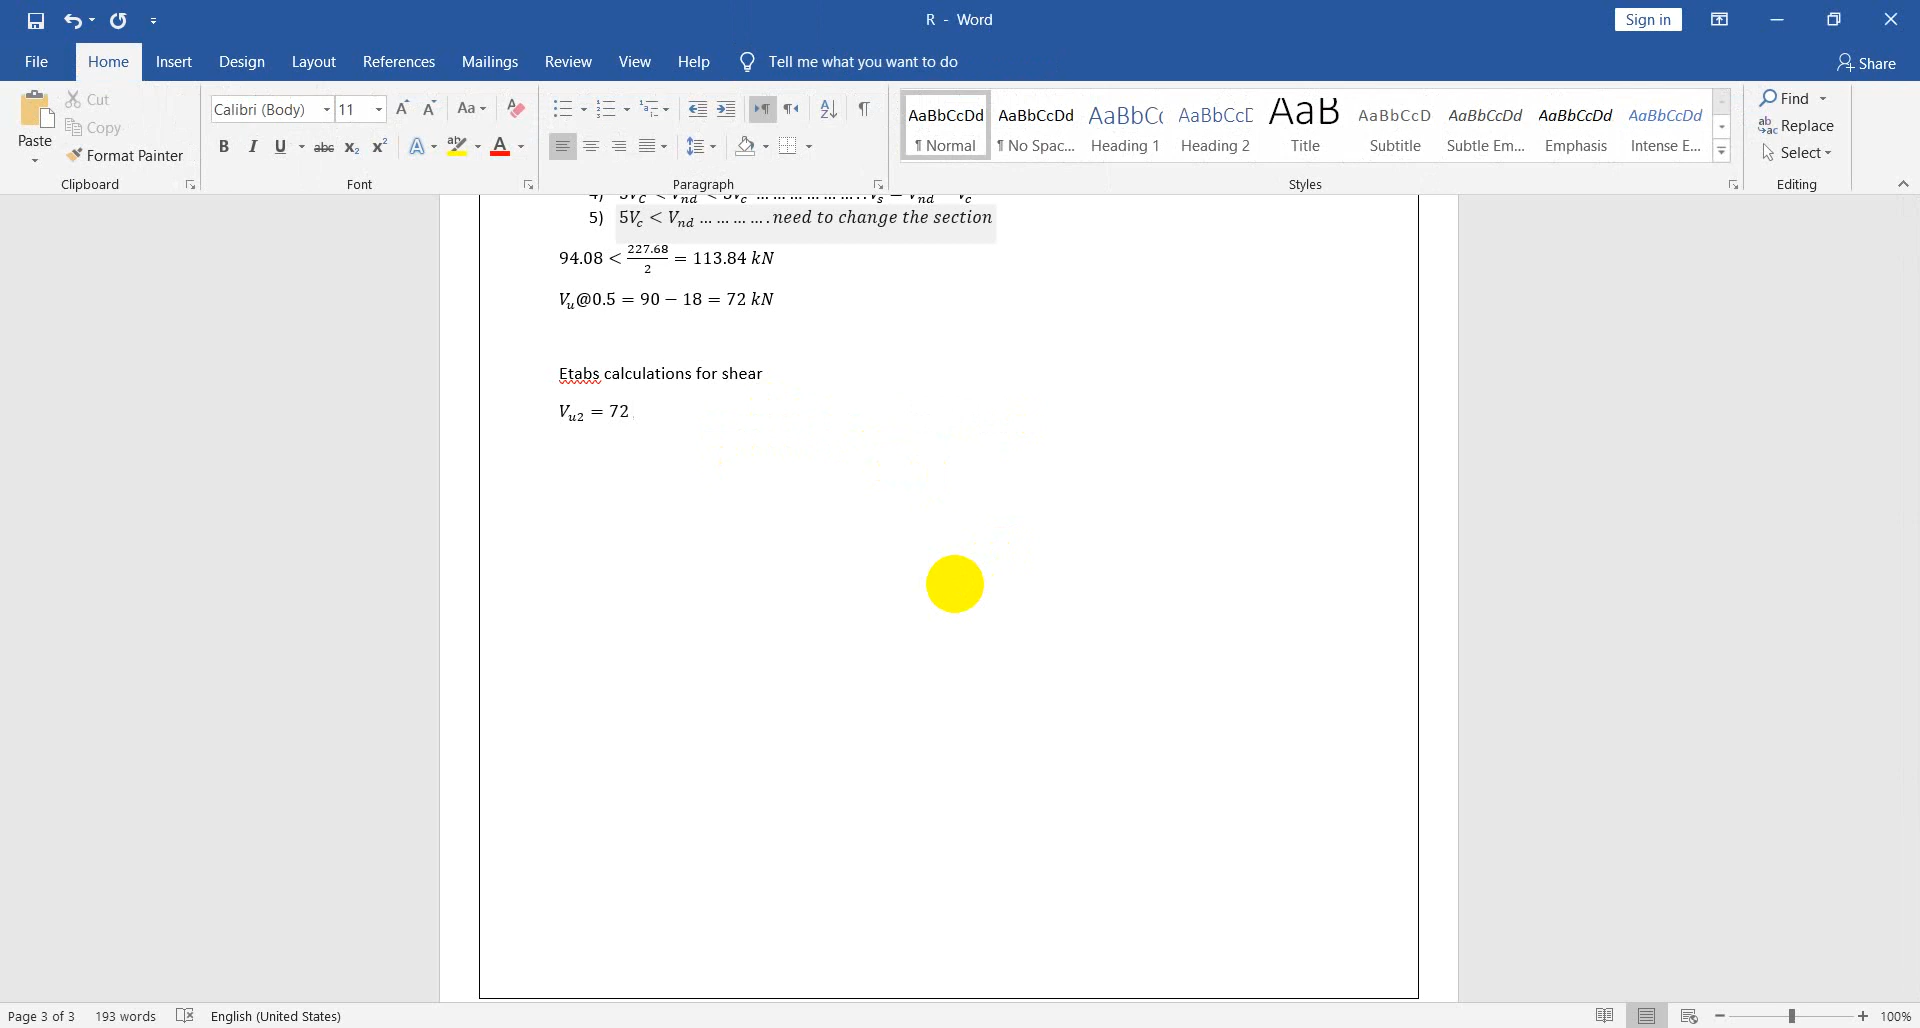 R - Word
Sign in
File Home Insert Design Layout References Mailings Review View Help Tell me what you want to do Share
Paste
Cut
Copy
Format Painter
Clipboard
Calibri (Body) 11
Font
Paragraph
AaBbCcDd AaBbCcDd AaBbCc AaBbCcE AaB AaBbCcD AaBbCcDd AaBbCcDd AaBbCcDd
¶ Normal ¶ No Spac... Heading 1 Heading 2 Title Subtitle Subtle Em... Emphasis Intense E...
Styles
Find
Replace
Select
Editing
5) 5V_c < V_nd … … … …. need to change the section
94.08 < 227.68/2 = 113.84 kN
V_u@0.5 = 90 − 18 = 72 kN
Etabs calculations for shear
V_u2 = 72
Page 3 of 3 193 words English (United States) 100%